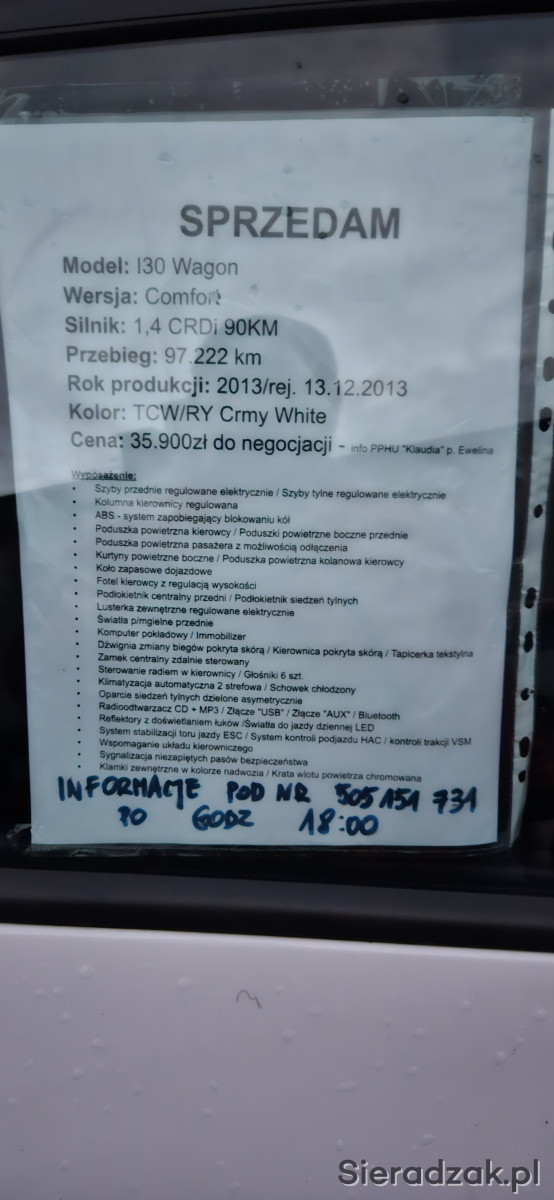 SPRZEDAM
Model: I30 Wagon
Wersja: Comfort
Silnik: 1,4 CRDi 90KM
Przebieg: 97.222 km
Rok produkcji: 2013/rej. 13.12.2013
Kolor: TCW/RY Crmy White
Cena: 35.900zł do negocjacji - info PPHU "Klaudia" p. Ewelina
Wyposażenie:
• Szyby przednie regulowane elektrycznie / Szyby tylne regulowane elektrycznie
• Kolumna kierownicy regulowana
• ABS - system zapobiegający blokowaniu kół
• Poduszka powietrzna kierowcy / Poduszki powietrzne boczne przednie
• Poduszka powietrzna pasażera z możliwością odłączenia
• Kurtyny powietrzne boczne / Poduszka powietrzna kolanowa kierowcy
• Koło zapasowe dojazdowe
• Fotel kierowcy z regulacją wysokości
• Podłokietnik centralny przedni / Podłokietnik siedzeń tylnych
• Lusterka zewnętrzne regulowane elektrycznie
• Światła p/mgielne przednie
• Komputer pokładowy / Immobilizer
• Dźwignia zmiany biegów pokryta skórą / Kierownica pokryta skórą / Tapicerka tekstylna
• Zamek centralny zdalnie sterowany
• Sterowanie radiem w kierownicy / Głośniki 6 szt.
• Klimatyzacja automatyczna 2 strefowa / Schowek chłodzony
• Oparcie siedzeń tylnych dzielone asymetrycznie
• Radioodtwarzacz CD + MP3 / Złącze "USB" / Złącze "AUX" / Bluetooth
• Reflektory z doświetlaniem łuków /Światła do jazdy dziennej LED
• System stabilizacji toru jazdy ESC / System kontroli podjazdu HAC / kontroli trakcji VSM
• Wspomaganie układu kierowniczego
• Sygnalizacja niezapiętych pasów bezpieczeństwa
• Klamki zewnętrzne w kolorze nadwozia / Krata wlotu powietrza chromowana
INFORMACJE POD NR 505 151 731
PO GODZ 18:00
Sieradzak.pl